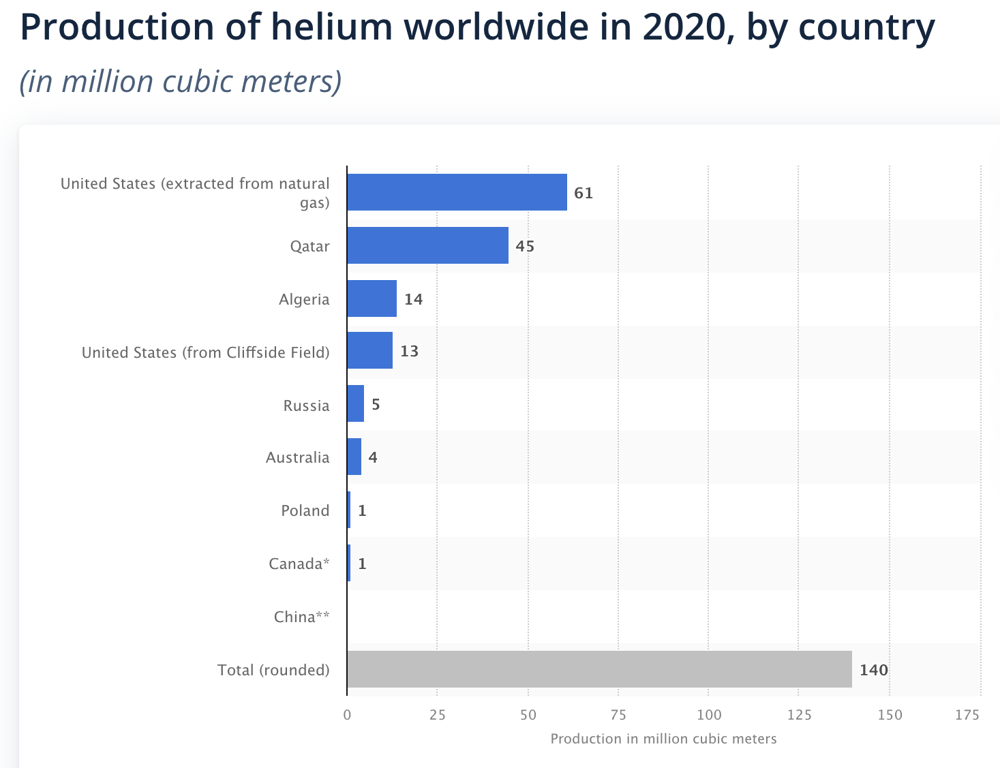 Production of helium worldwide in 2020, by country
(in million cubic meters)
United States (extracted from natural
gas)
61
Qatar
45
Algeria
14
United States (from Cliffside Field)
13
Russia
5
Australia
4
Poland
1
Canada*
1
China**
Total (rounded)
140
0 25 50 75 100 125 150 175
Production in million cubic meters